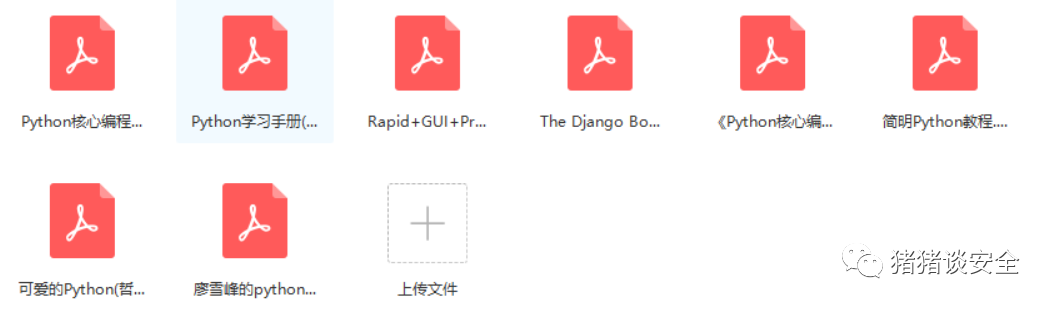 Python核心编程...
Python学习手册(...
Rapid+GUI+Pr...
The Django Bo...
《Python核心编...
简明Python教程....
可爱的Python(哲...
廖雪峰的python...
上传文件
猪猪谈安全